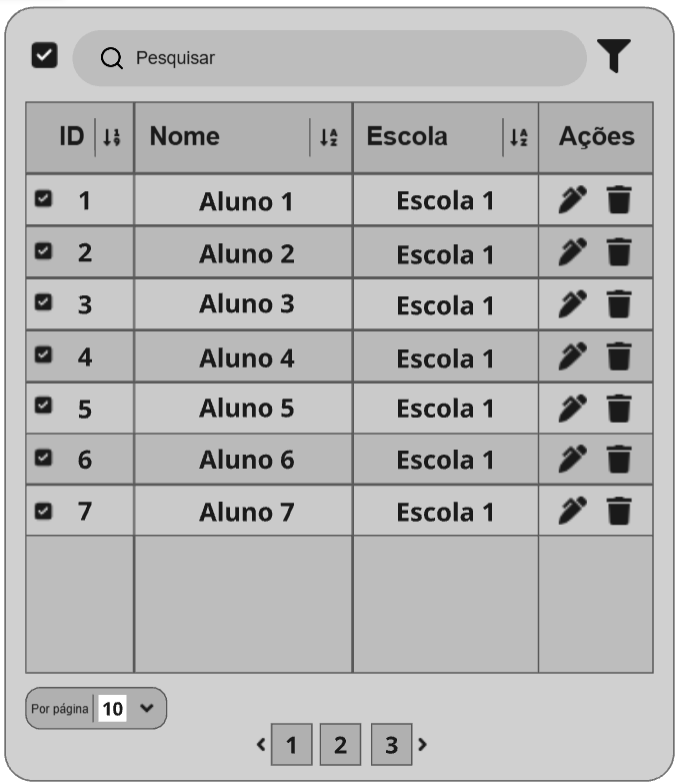 Pesquisar
ID Nome Escola Ações
1 Aluno 1 Escola 1
2 Aluno 2 Escola 1
3 Aluno 3 Escola 1
4 Aluno 4 Escola 1
5 Aluno 5 Escola 1
6 Aluno 6 Escola 1
7 Aluno 7 Escola 1
Por página 10
1 2 3